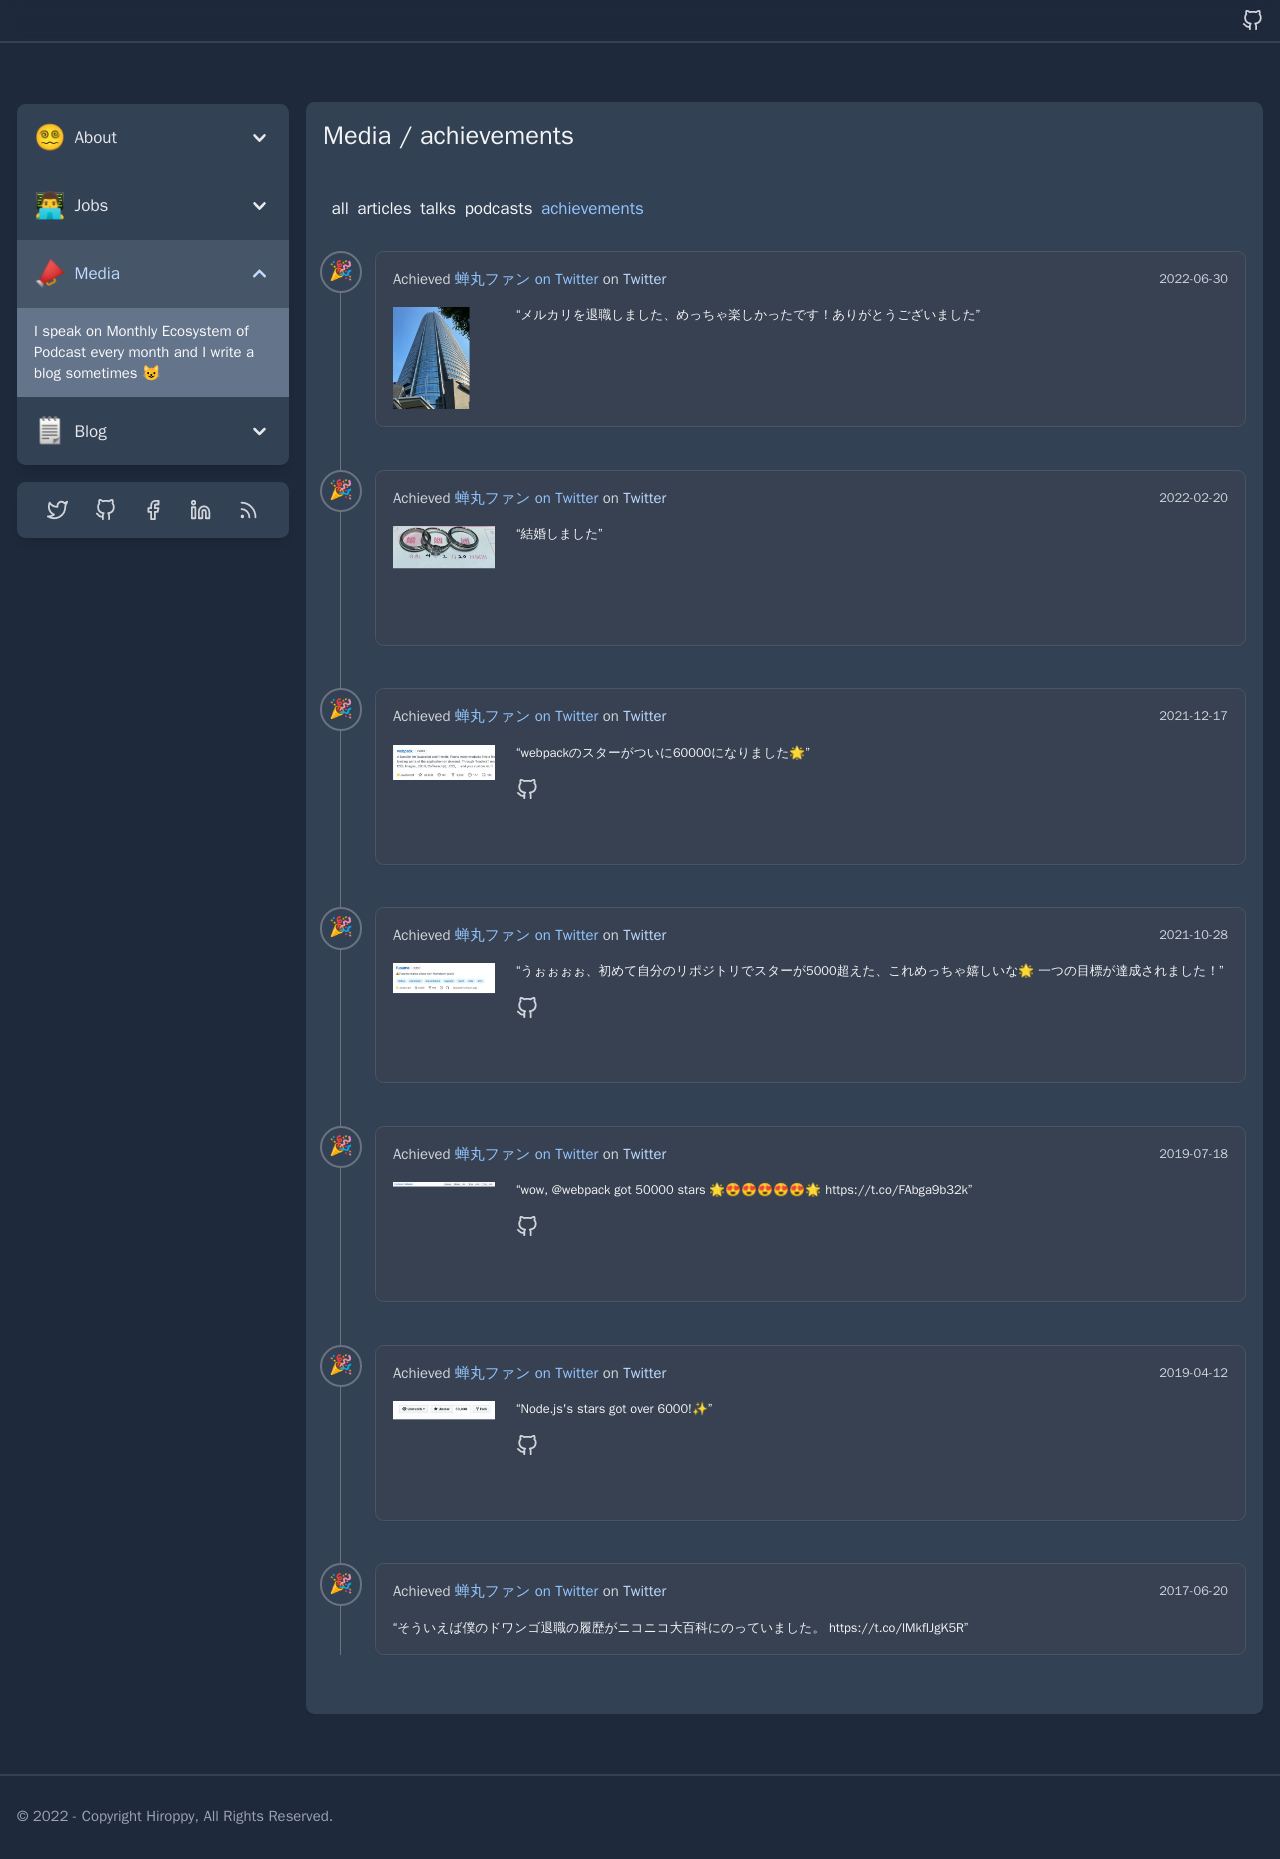 About
Jobs
Media
I speak on Monthly Ecosystem of
Podcast every month and I write a
blog sometimes 😺
Blog
Media / achievements
all articles talks podcasts achievements
Achieved 蝉丸ファン on Twitter on Twitter 2022-06-30
“メルカリを退職しました、めっちゃ楽しかったです！ありがとうございました”
Achieved 蝉丸ファン on Twitter on Twitter 2022-02-20
“結婚しました”
Achieved 蝉丸ファン on Twitter on Twitter 2021-12-17
“webpackのスターがついに60000になりました🌟”
Achieved 蝉丸ファン on Twitter on Twitter 2021-10-28
“うぉぉぉぉ、初めて自分のリポジトリでスターが5000超えた、これめっちゃ嬉しいな🌟 一つの目標が達成されました！”
Achieved 蝉丸ファン on Twitter on Twitter 2019-07-18
“wow, @webpack got 50000 stars 🌟😍😍😍😍😍🌟 https://t.co/FAbga9b32k”
Achieved 蝉丸ファン on Twitter on Twitter 2019-04-12
“Node.js's stars got over 6000!✨”
Achieved 蝉丸ファン on Twitter on Twitter 2017-06-20
“そういえば僕のドワンゴ退職の履歴がニコニコ大百科にのっていました。
© 2022 - Copyright Hiroppy, All Rights Reserved.